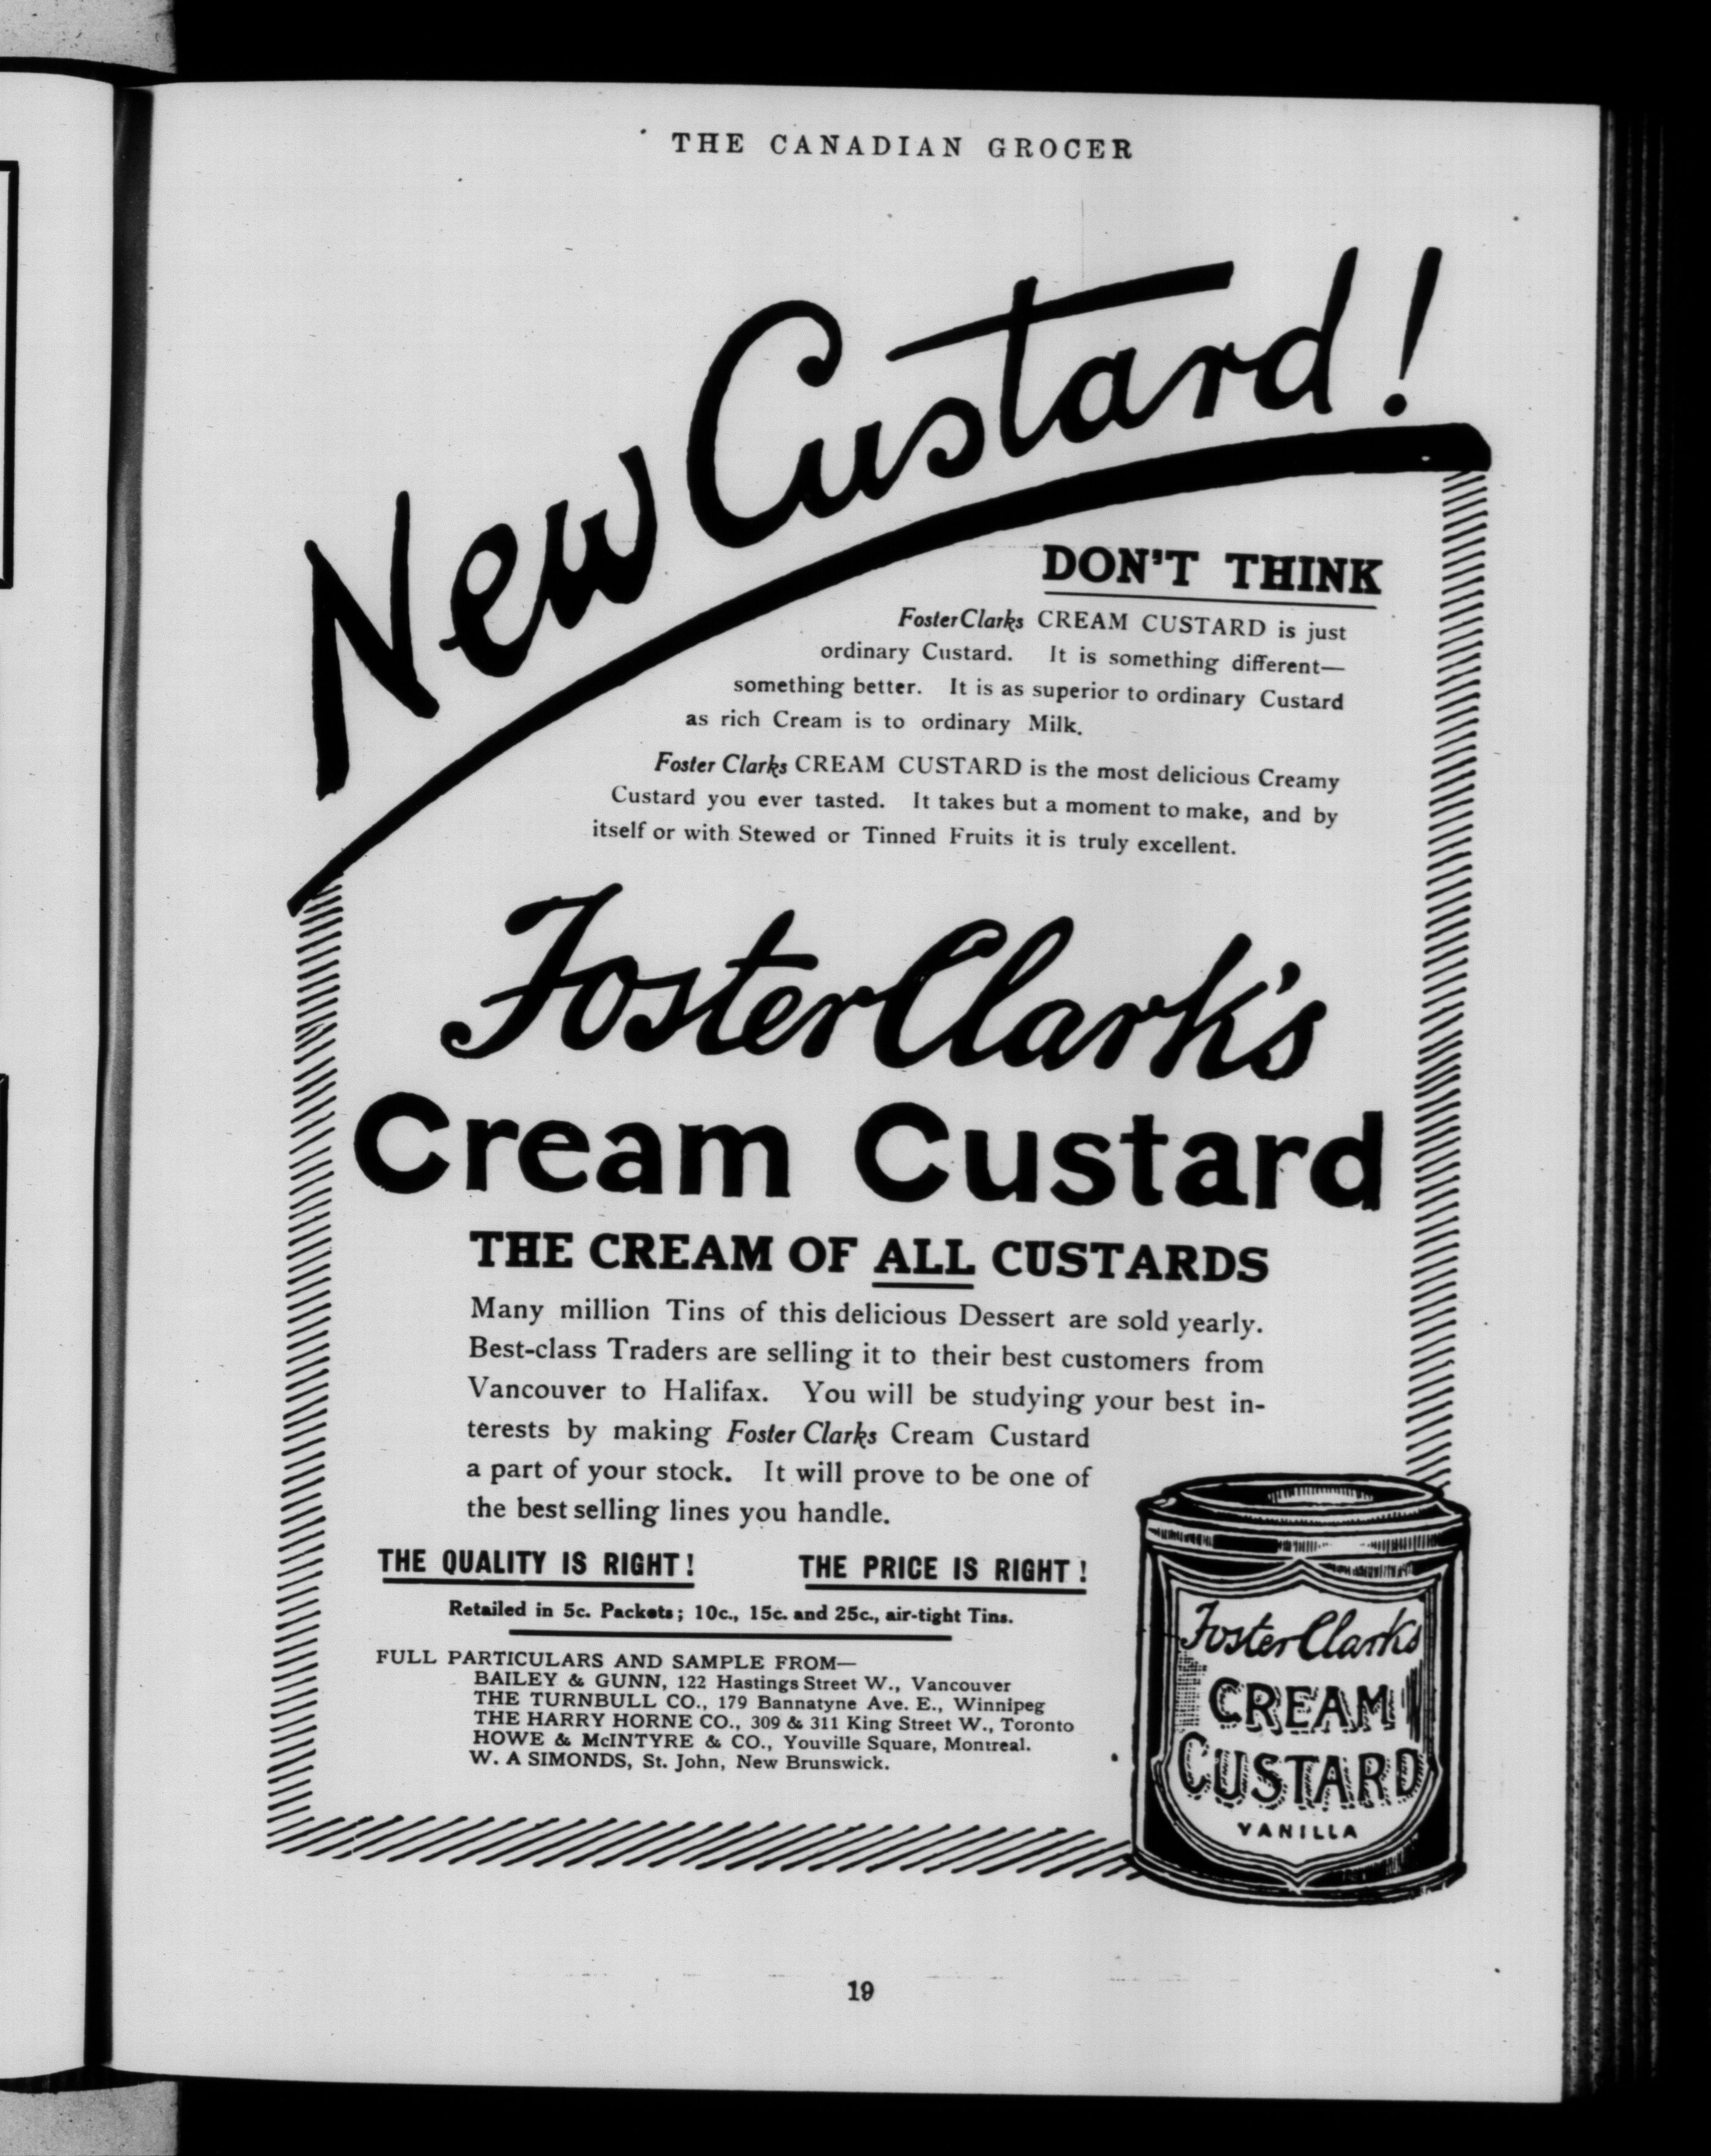 THE CANADIAN GROCER
New Custard!
DON'T THINK
Foster Clarks CREAM CUSTARD is just
ordinary Custard. It is something different—
something better. It is as superior to ordinary Custard
as rich Cream is to ordinary Milk.
Foster Clarks CREAM CUSTARD is the most delicious Creamy
Custard you ever tasted. It takes but a moment to make, and by
itself or with Stewed or Tinned Fruits it is truly excellent.
Foster Clark's
Cream Custard
THE CREAM OF ALL CUSTARDS
Many million Tins of this delicious Dessert are sold yearly.
Best-class Traders are selling it to their best customers from
Vancouver to Halifax. You will be studying your best in-
terests by making Foster Clarks Cream Custard
a part of your stock. It will prove to be one of
the best selling lines you handle.
THE QUALITY IS RIGHT! THE PRICE IS RIGHT!
Retailed in 5c. Packets; 10c., 15c. and 25c., air-tight Tins.
FULL PARTICULARS AND SAMPLE FROM—
BAILEY & GUNN, 122 Hastings Street W., Vancouver
THE TURNBULL CO., 179 Bannatyne Ave. E., Winnipeg
THE HARRY HORNE CO., 309 & 311 King Street W., Toronto
HOWE & McINTYRE & CO., Youville Square, Montreal.
W. A SIMONDS, St. John, New Brunswick.
Foster Clarks
CREAM
CUSTARD
VANILLA
19